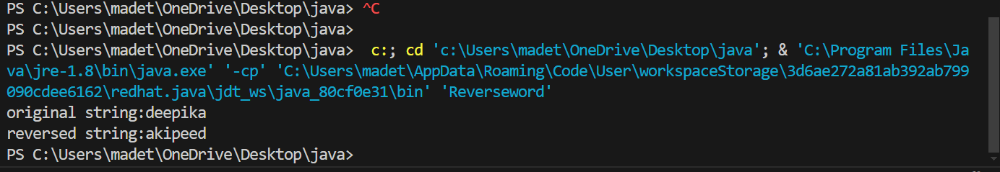 PS C:\Users\madet\OneDrive\Desktop\java> ^C
PS C:\Users\madet\OneDrive\Desktop\java>
PS C:\Users\madet\OneDrive\Desktop\java>  c:; cd 'c:\Users\madet\OneDrive\Desktop\java'; & 'C:\Program Files\Ja
va\jre-1.8\bin\java.exe' '-cp' 'C:\Users\madet\AppData\Roaming\Code\User\workspaceStorage\3d6ae272a81ab392ab799
090cdee6162\redhat.java\jdt_ws\java_80cf0e31\bin' 'Reverseword'
original string:deepika
reversed string:akipeed
PS C:\Users\madet\OneDrive\Desktop\java>